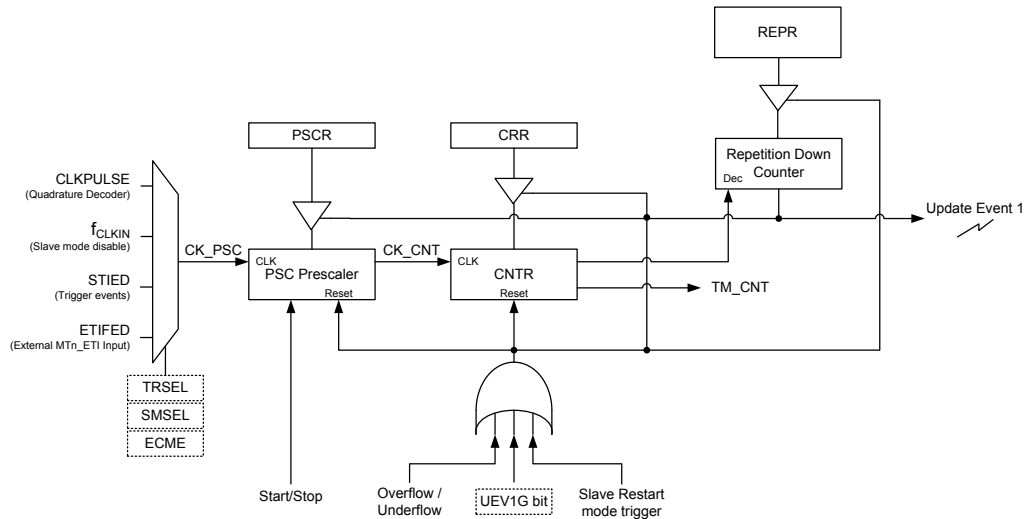 REPR
PSCR
CRR
Repetition Down
Counter
Dec
CLKPULSE
(Quadrature Decoder)
fCLKIN
(Slave mode disable)
STIED
(Trigger events)
ETIFED
(External MTn_ETI Input)
CK_PSC
CLK
PSC Prescaler
Reset
CK_CNT
CLK
CNTR
Reset
TM_CNT
Update Event 1
TRSEL
SMSEL
ECME
Start/Stop
Overflow /
Underflow
UEV1G bit
Slave Restart
mode trigger